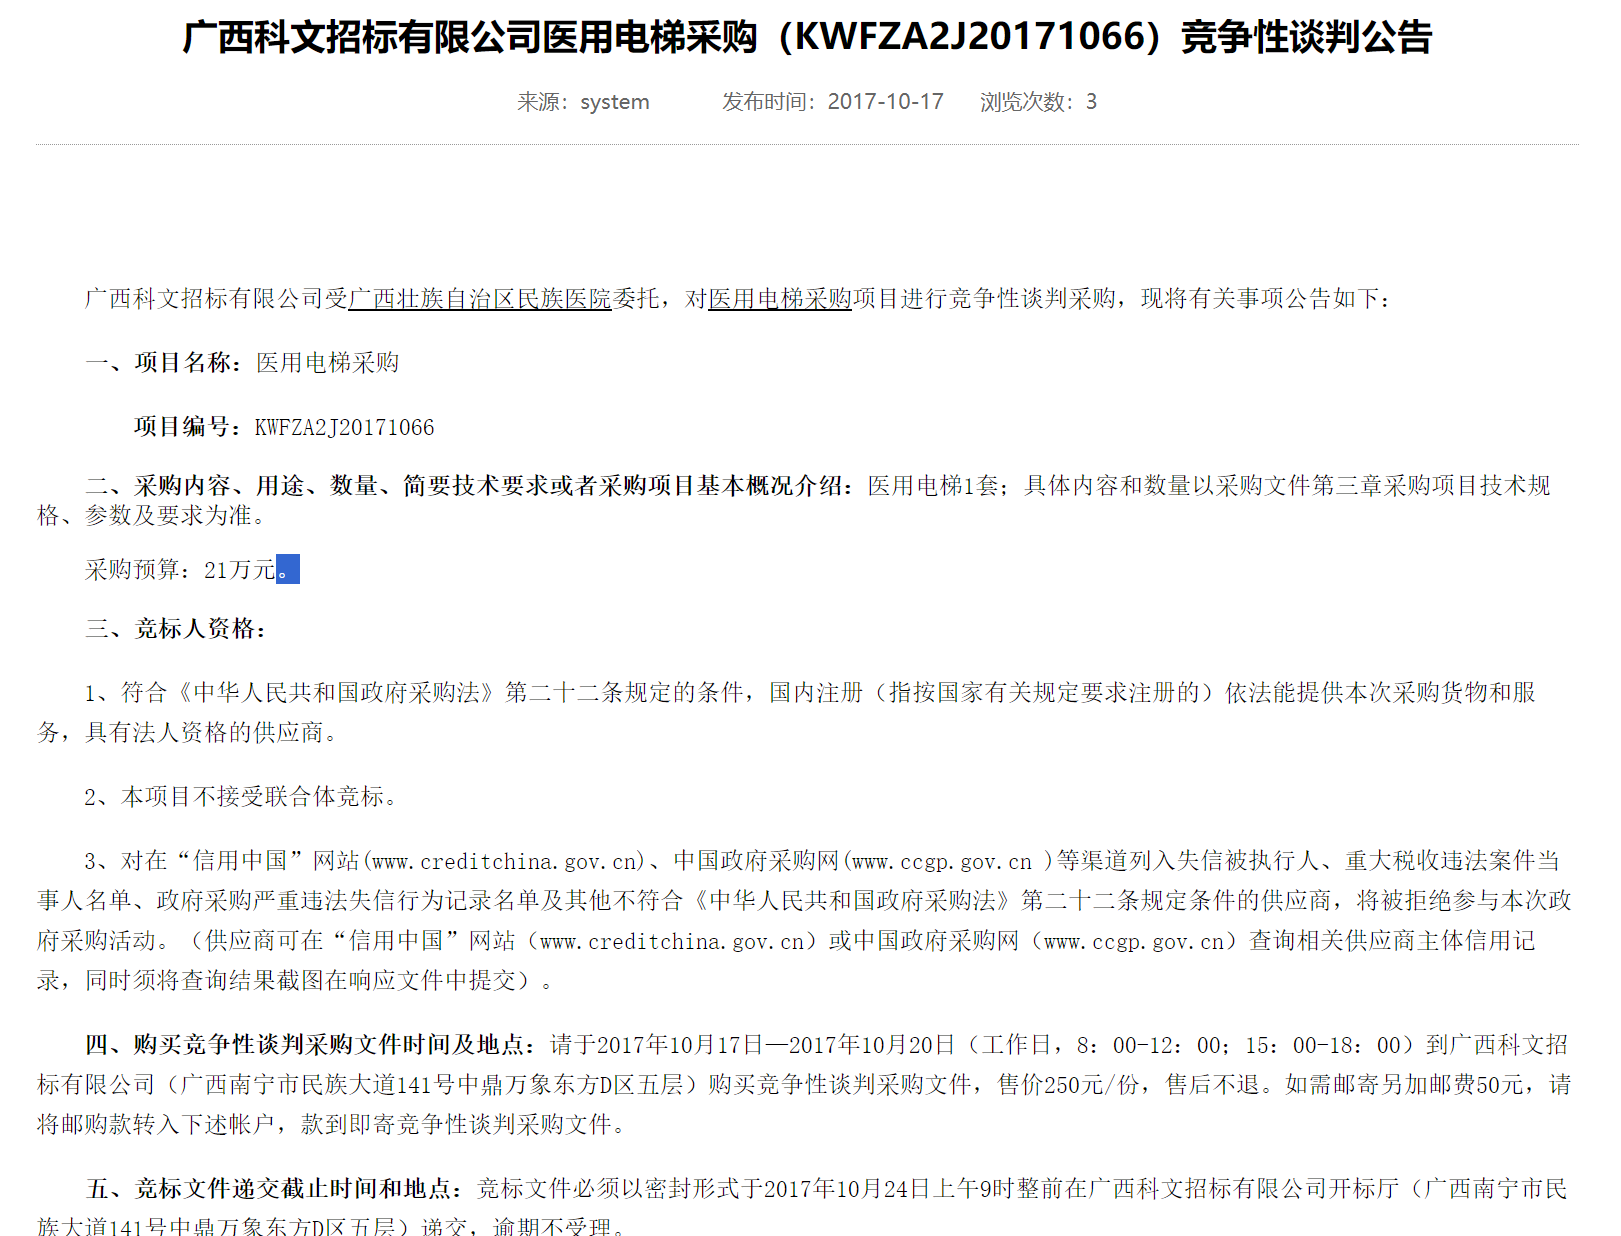 广西科文招标有限公司医用电梯采购（KWFZA2J20171066）竞争性谈判公告
来源：system 发布时间：2017-10-17 浏览次数：3
广西科文招标有限公司受广西壮族自治区民族医院委托，对医用电梯采购项目进行竞争性谈判采购，现将有关事项公告如下：
一、项目名称：医用电梯采购
项目编号：KWFZA2J20171066
二、采购内容、用途、数量、简要技术要求或者采购项目基本概况介绍：医用电梯1套；具体内容和数量以采购文件第三章采购项目技术规
格、参数及要求为准。
采购预算：21万元。
三、竞标人资格：
1、符合《中华人民共和国政府采购法》第二十二条规定的条件，国内注册（指按国家有关规定要求注册的）依法能提供本次采购货物和服
务，具有法人资格的供应商。
2、本项目不接受联合体竞标。
3、对在“信用中国”网站(www.creditchina.gov.cn)、中国政府采购网(www.ccgp.gov.cn )等渠道列入失信被执行人、重大税收违法案件当
事人名单、政府采购严重违法失信行为记录名单及其他不符合《中华人民共和国政府采购法》第二十二条规定条件的供应商，将被拒绝参与本次政
府采购活动。（供应商可在“信用中国”网站（www.creditchina.gov.cn）或中国政府采购网（www.ccgp.gov.cn）查询相关供应商主体信用记
录，同时须将查询结果截图在响应文件中提交）。
四、购买竞争性谈判采购文件时间及地点：请于2017年10月17日—2017年10月20日（工作日，8：00-12：00；15：00-18：00）到广西科文招
标有限公司（广西南宁市民族大道141号中鼎万象东方D区五层）购买竞争性谈判采购文件，售价250元/份，售后不退。如需邮寄另加邮费50元，请
将邮购款转入下述帐户，款到即寄竞争性谈判采购文件。
五、竞标文件递交截止时间和地点：竞标文件必须以密封形式于2017年10月24日上午9时整前在广西科文招标有限公司开标厅（广西南宁市民
族大道141号中鼎万象东方D区五层）递交，逾期不受理。